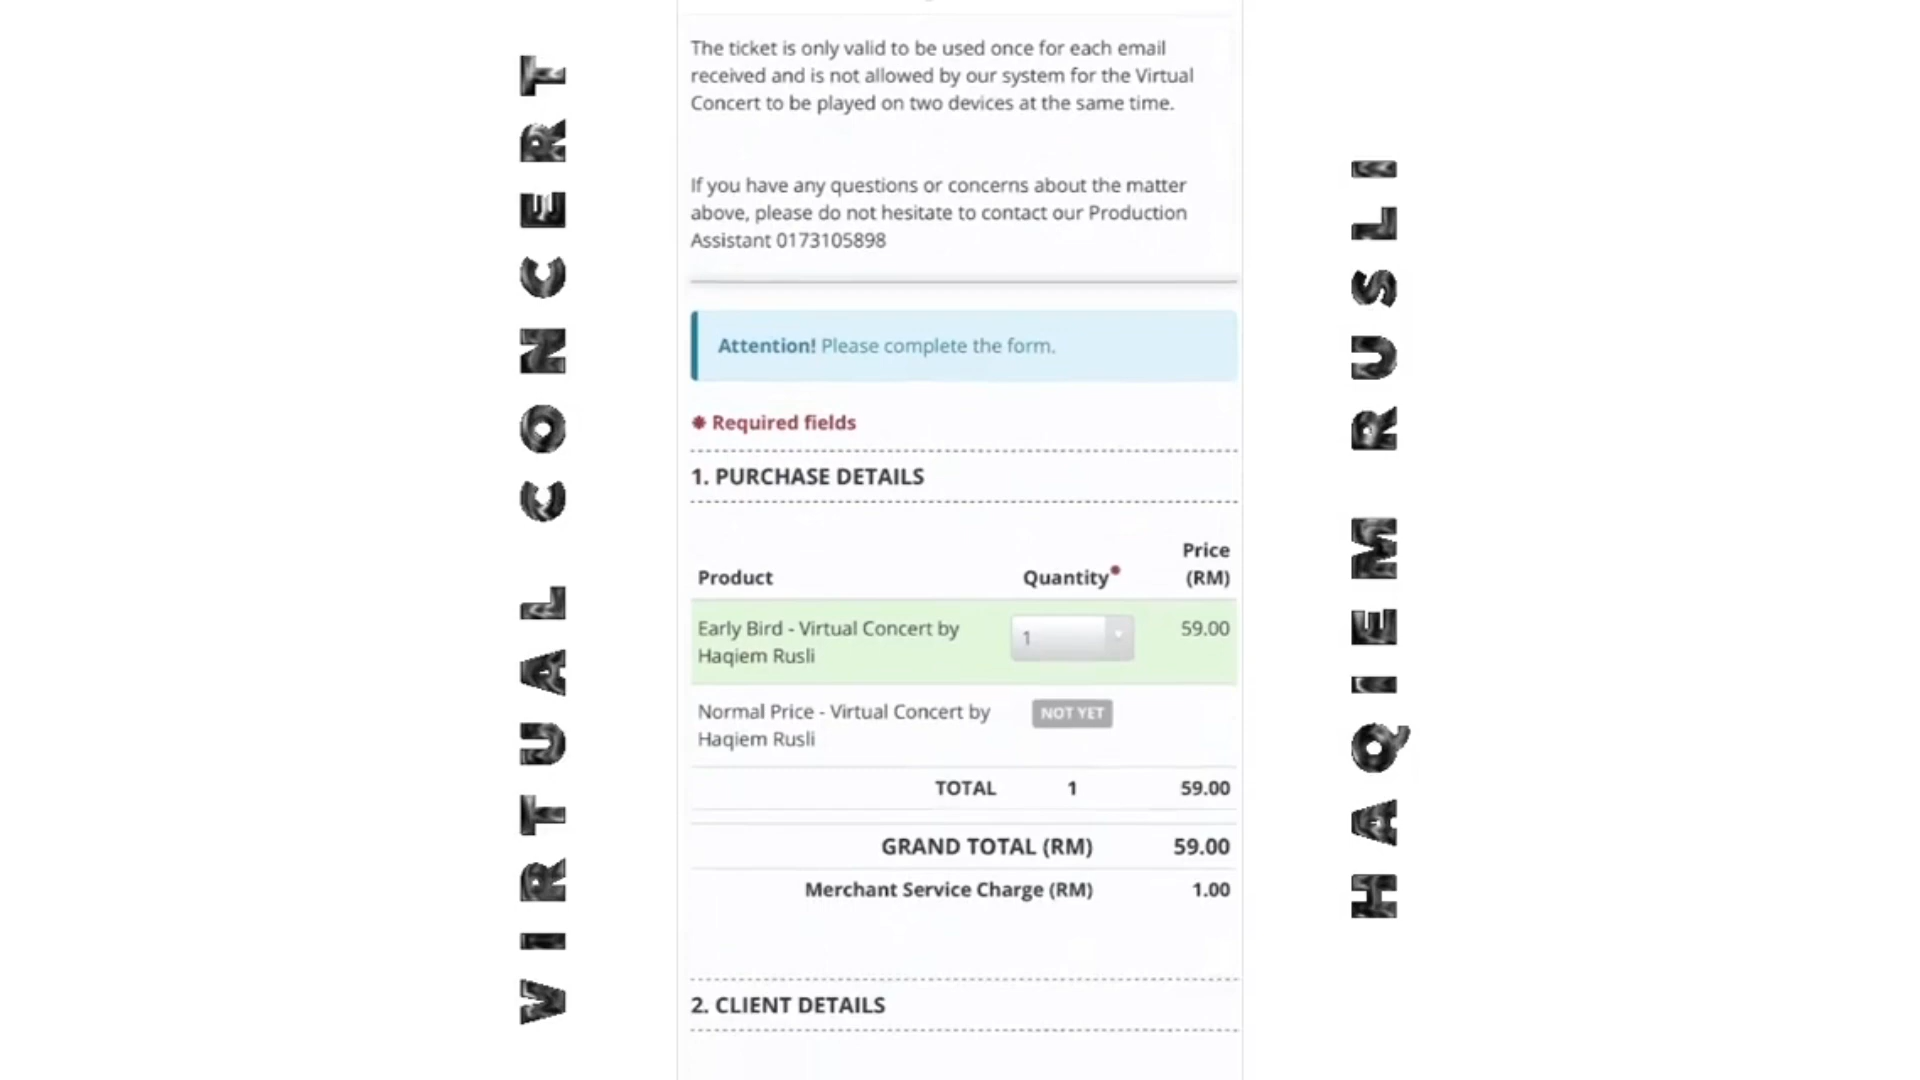 VIRTUAL CONCERT
The ticket is only valid to be used once for each email
received and is not allowed by our system for the Virtual
Concert to be played on two devices at the same time.
If you have any questions or concerns about the matter
above, please do not hesitate to contact our Production
Assistant 0173105898
Attention! Please complete the form.
* Required fields
1. PURCHASE DETAILS
Product Quantity* Price (RM)
Early Bird - Virtual Concert by
Haqiem Rusli
1 59.00
Normal Price - Virtual Concert by
Haqiem Rusli
NOT YET
TOTAL 1 59.00
GRAND TOTAL (RM) 59.00
Merchant Service Charge (RM) 1.00
2. CLIENT DETAILS
HAQIEM RUSLI